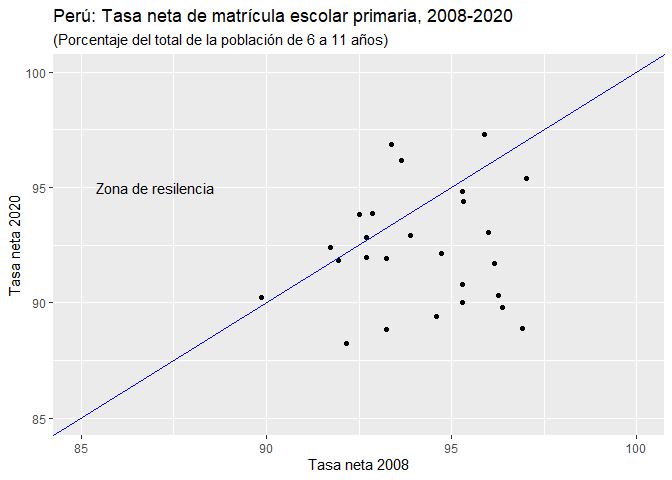 Perú: Tasa neta de matrícula escolar primaria, 2008-2020
(Porcentaje del total de la población de 6 a 11 años)
100
95
90
85
Tasa neta 2020
Zona de resilencia
85
90
95
100
Tasa neta 2008